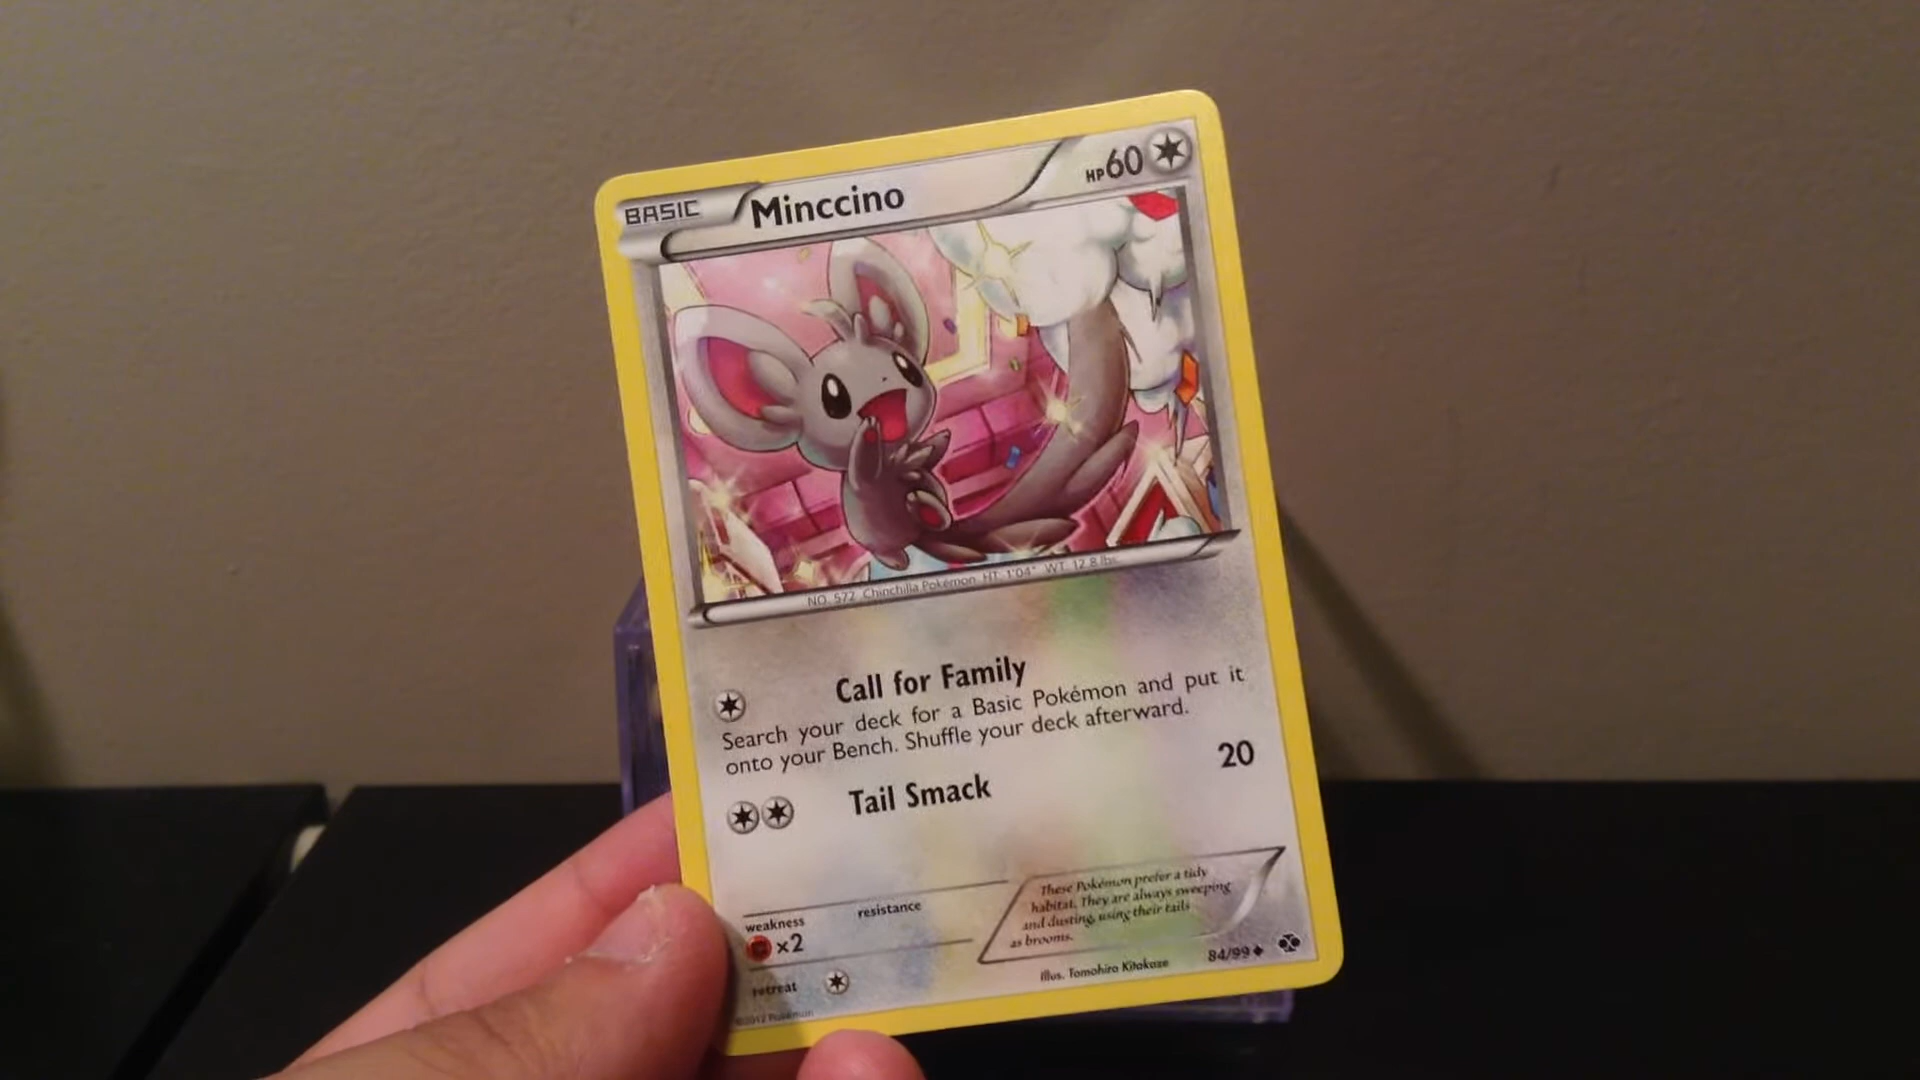 BASIC Minccino HP60
NO. 572 Chinchilla Pokémon HT: 1'04" WT: 12.8 lbs.
Call for Family
Search your deck for a Basic Pokémon and put it
onto your Bench. Shuffle your deck afterward.
Tail Smack 20
weakness resistance
x2
retreat
These Pokémon prefer a tidy
habitat. They are always sweeping
and dusting, using their tails
as brooms.
Illus. Tomohiro Kitakaze
84/99
©2012 Pokémon